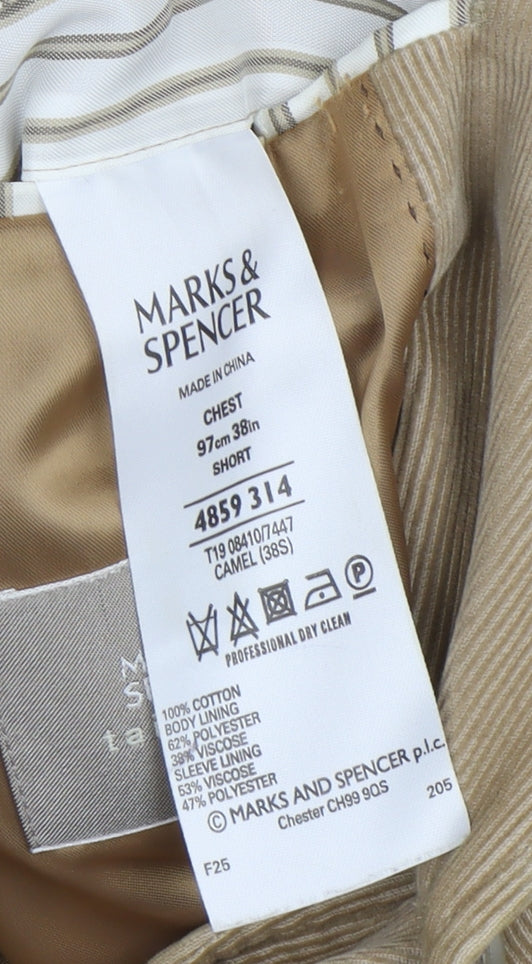 MARKS &
SPENCER
MADE IN CHINA
CHEST
97cm 38in
SHORT
4859 314
T19 08410/7447
CAMEL (38S)
P
PROFESSIONAL DRY CLEAN
100% COTTON
BODY LINING
62% POLYESTER
38% VISCOSE
SLEEVE LINING
53% VISCOSE
47% POLYESTER
© MARKS AND SPENCER p.l.c.
Chester CH99 9QS
205
F25